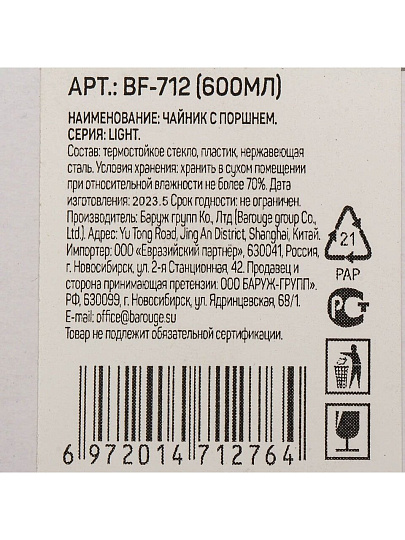 АРТ.: BF-712 (600МЛ)
НАИМЕНОВАНИЕ: ЧАЙНИК С ПОРШНЕМ.
СЕРИЯ: LIGHT.
Состав: термостойкое стекло, пластик, нержавеющая
сталь. Условия хранения: хранить в сухом помещении
при относительной влажности не более 70%. Дата
изготовления: 2023.5 Срок годности: не ограничен.
Производитель: Баруж групп Ко., Лтд (Barouge group Co.,
Ltd.). Адрес: Yu Tong Road, Jing An District, Shanghai, Китай.
Импортер: ООО «Евразийский партнёр», 630041, Россия,
г. Новосибирск, ул. 2-я Станционная, 42. Продавец и
сторона принимающая претензии: ООО БАРУЖ-ГРУПП».
РФ, 630099, г. Новосибирск, ул. Ядринцевская, 68/1.
E-mail: office@barouge.su
Товар не подлежит обязательной сертификации.
21
PAP
РСТ
6 972014 712764